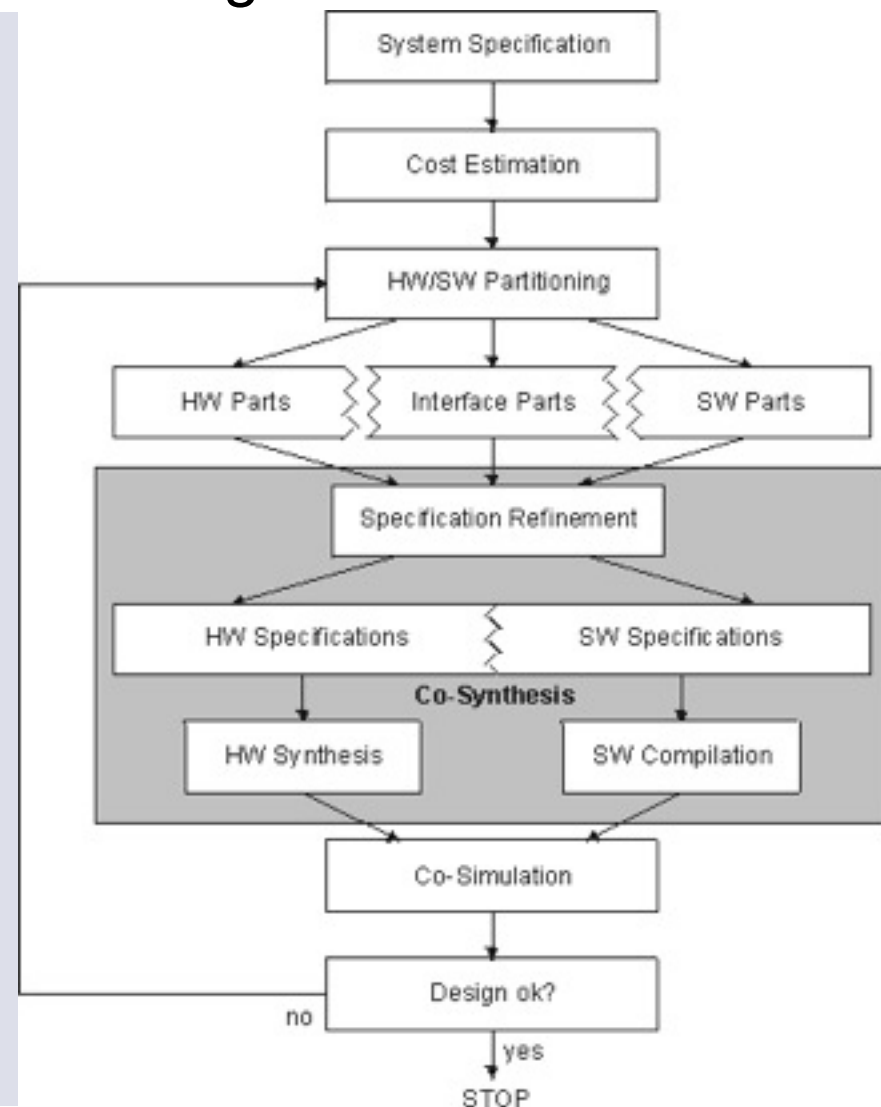 System Specification
Cost Estimation
HW/SW Partitioning
HW Parts
Interface Parts
SW Parts
Specification Refinement
HW Specifications
SW Specifications
Co-Synthesis
HW Synthesis
SW Compilation
Co-Simulation
Design ok?
no
yes
STOP